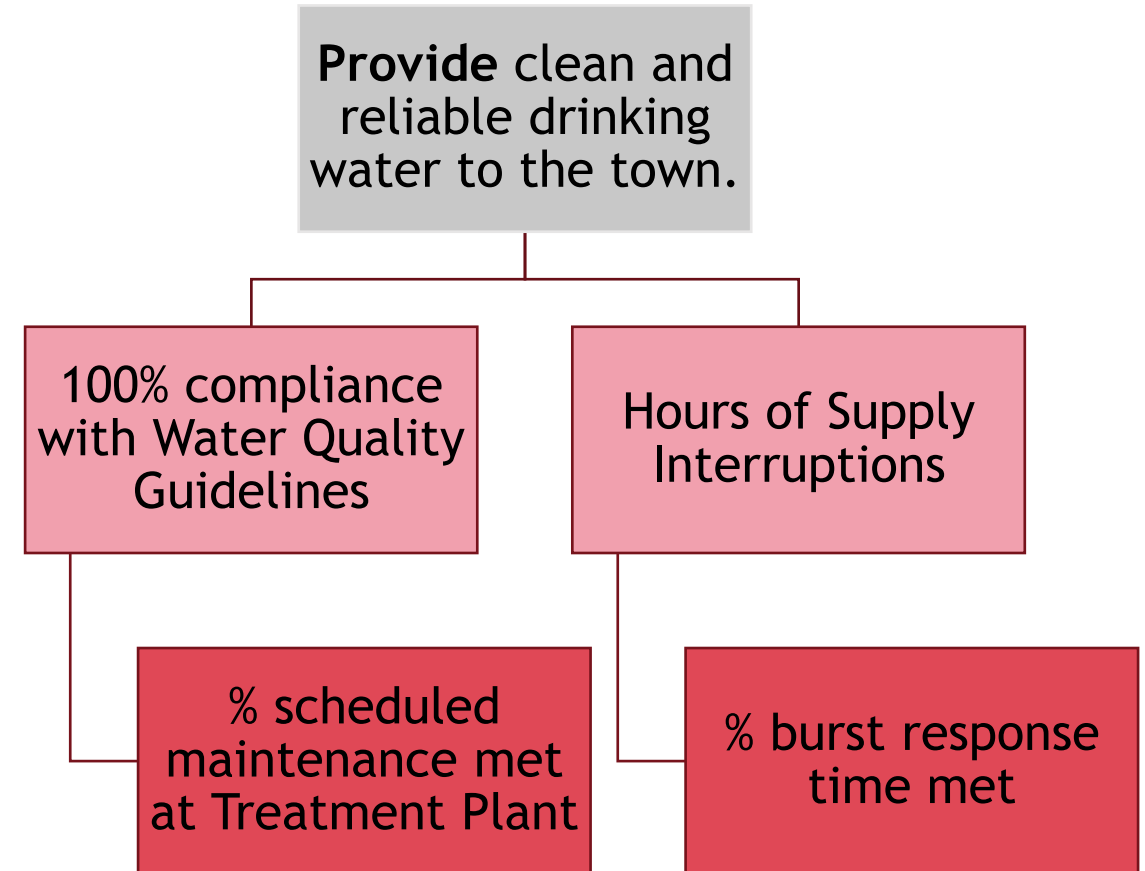 Provide clean and
reliable drinking
water to the town.
100% compliance
with Water Quality
Guidelines
Hours of Supply
Interruptions
% scheduled
maintenance met
at Treatment Plant
% burst response
time met